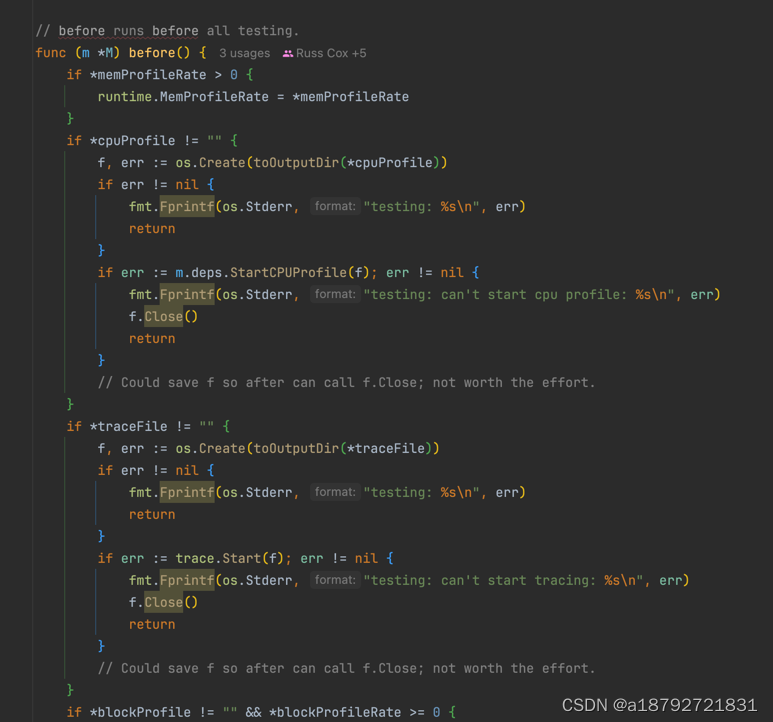 // before runs before all testing.
func (m *M) before() { 3 usages Russ Cox +5
    if *memProfileRate > 0 {
        runtime.MemProfileRate = *memProfileRate
    }
    if *cpuProfile != "" {
        f, err := os.Create(toOutputDir(*cpuProfile))
        if err != nil {
            fmt.Fprintf(os.Stderr, format: "testing: %s\n", err)
            return
        }
        if err := m.deps.StartCPUProfile(f); err != nil {
            fmt.Fprintf(os.Stderr, format: "testing: can't start cpu profile: %s\n", err)
            f.Close()
            return
        }
        // Could save f so after can call f.Close; not worth the effort.
    }
    if *traceFile != "" {
        f, err := os.Create(toOutputDir(*traceFile))
        if err != nil {
            fmt.Fprintf(os.Stderr, format: "testing: %s\n", err)
            return
        }
        if err := trace.Start(f); err != nil {
            fmt.Fprintf(os.Stderr, format: "testing: can't start tracing: %s\n", err)
            f.Close()
            return
        }
        // Could save f so after can call f.Close; not worth the effort.
    }
    if *blockProfile != "" && *blockProfileRate >= 0 {
CSDN @a18792721831